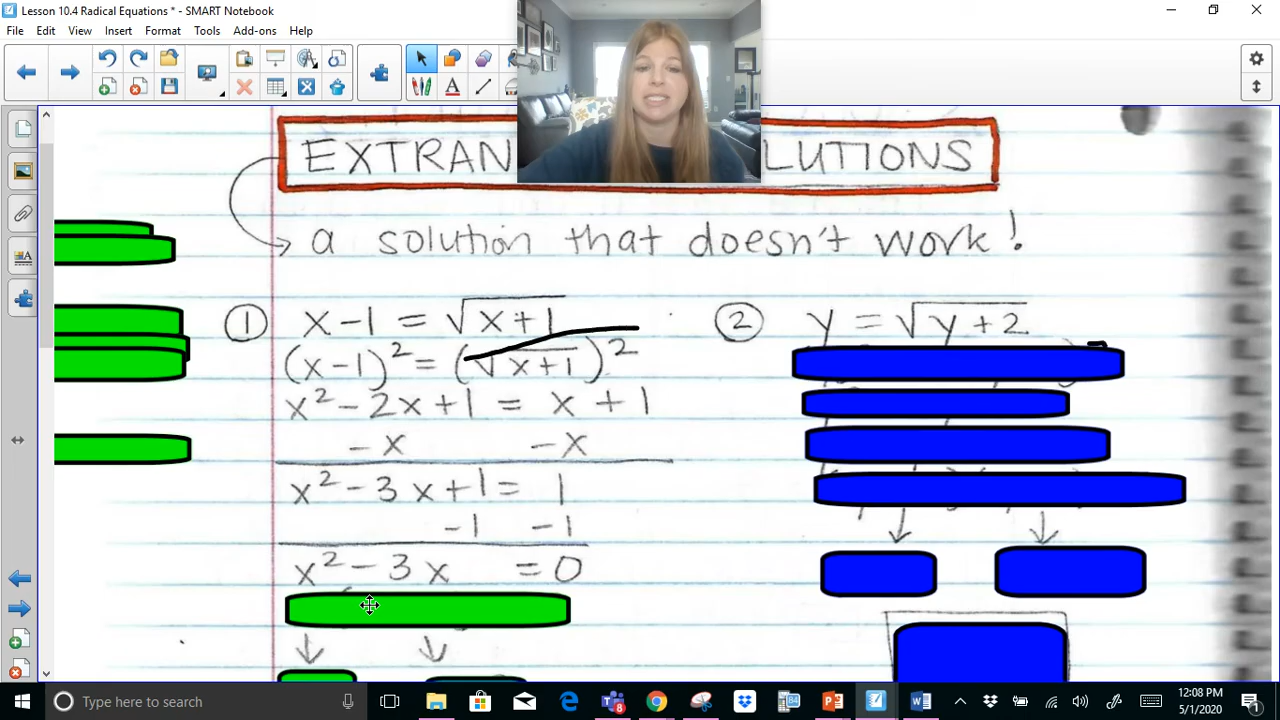 Lesson 10.4 Radical Equations * - SMART Notebook
File Edit View Insert Format Tools Add-ons Help
EXTRAN LUTIONS
a solution that doesn't work!
① x-1 = √x+1
(x-1)² = (√x+1)²
x²-2x+1 = x+1
-x -x
x²-3x+1 = 1
-1 -1
x²-3x = 0
② y = √y+2
Type here to search
12:08 PM
5/1/2020